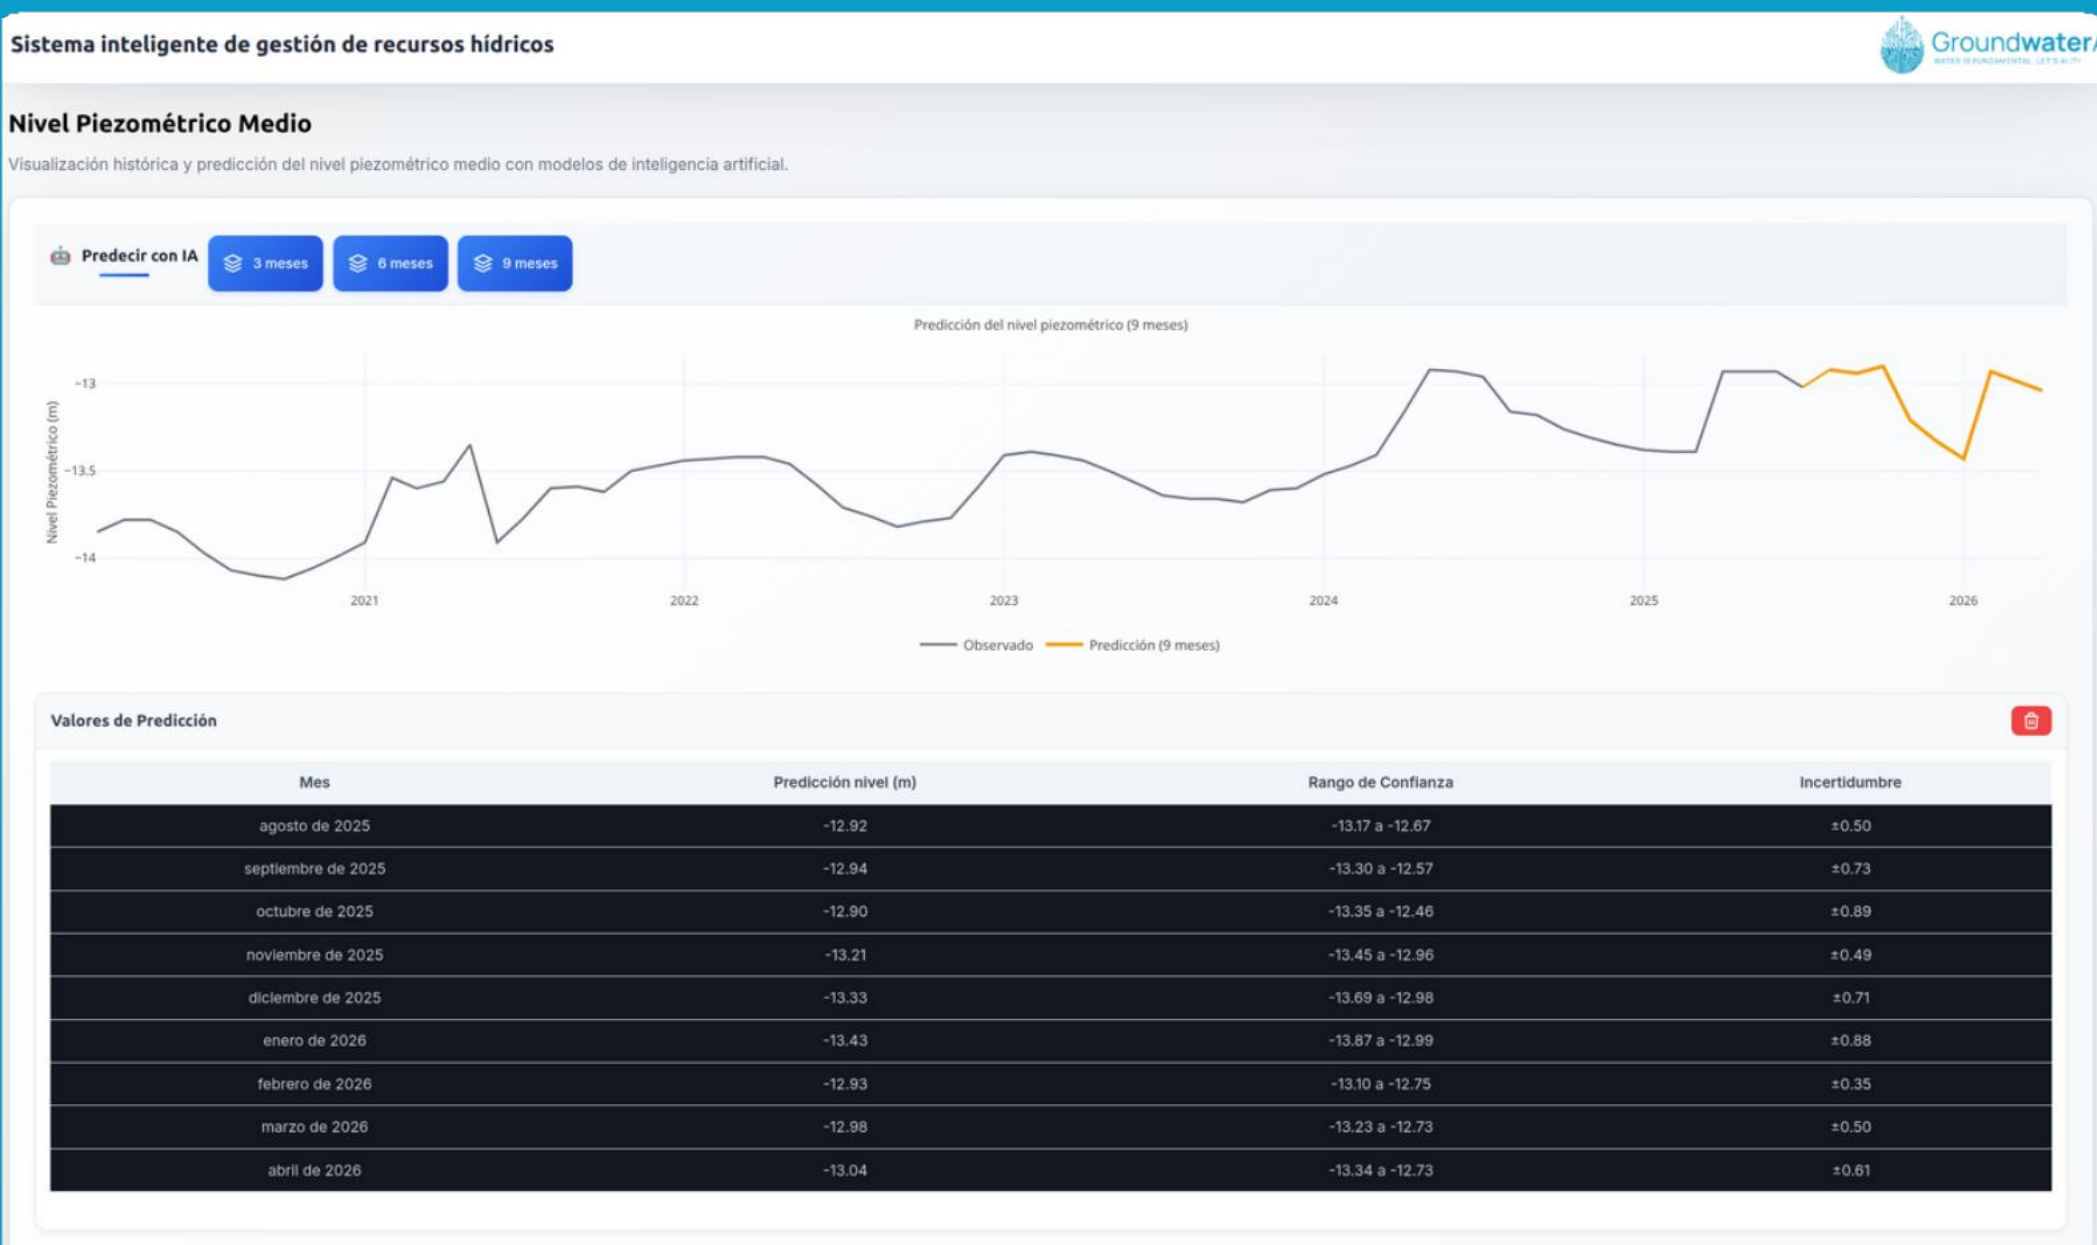 Sistema inteligente de gestión de recursos hídricos
Groundwater
WATER IS FUNDAMENTAL. LET'S
Nivel Piezométrico Medio
Visualización histórica y predicción del nivel piezométrico medio con modelos de inteligencia artificial.
Predecir con IA 3 meses 6 meses 9 meses
Predicción del nivel piezométrico (9 meses)
Nivel Piezométrico (m)
−13
−13.5
−14
2021 2022 2023 2024 2025 2026
Observado Predicción (9 meses)
Valores de Predicción
Mes Predicción nivel (m) Rango de Confianza Incertidumbre
agosto de 2025 -12.92 -13.17 a -12.67 ±0.50
septiembre de 2025 -12.94 -13.30 a -12.57 ±0.73
octubre de 2025 -12.90 -13.35 a -12.46 ±0.89
noviembre de 2025 -13.21 -13.45 a -12.96 ±0.49
diciembre de 2025 -13.33 -13.69 a -12.98 ±0.71
enero de 2026 -13.43 -13.87 a -12.99 ±0.88
febrero de 2026 -12.93 -13.10 a -12.75 ±0.35
marzo de 2026 -12.98 -13.23 a -12.73 ±0.50
abril de 2026 -13.04 -13.34 a -12.73 ±0.61